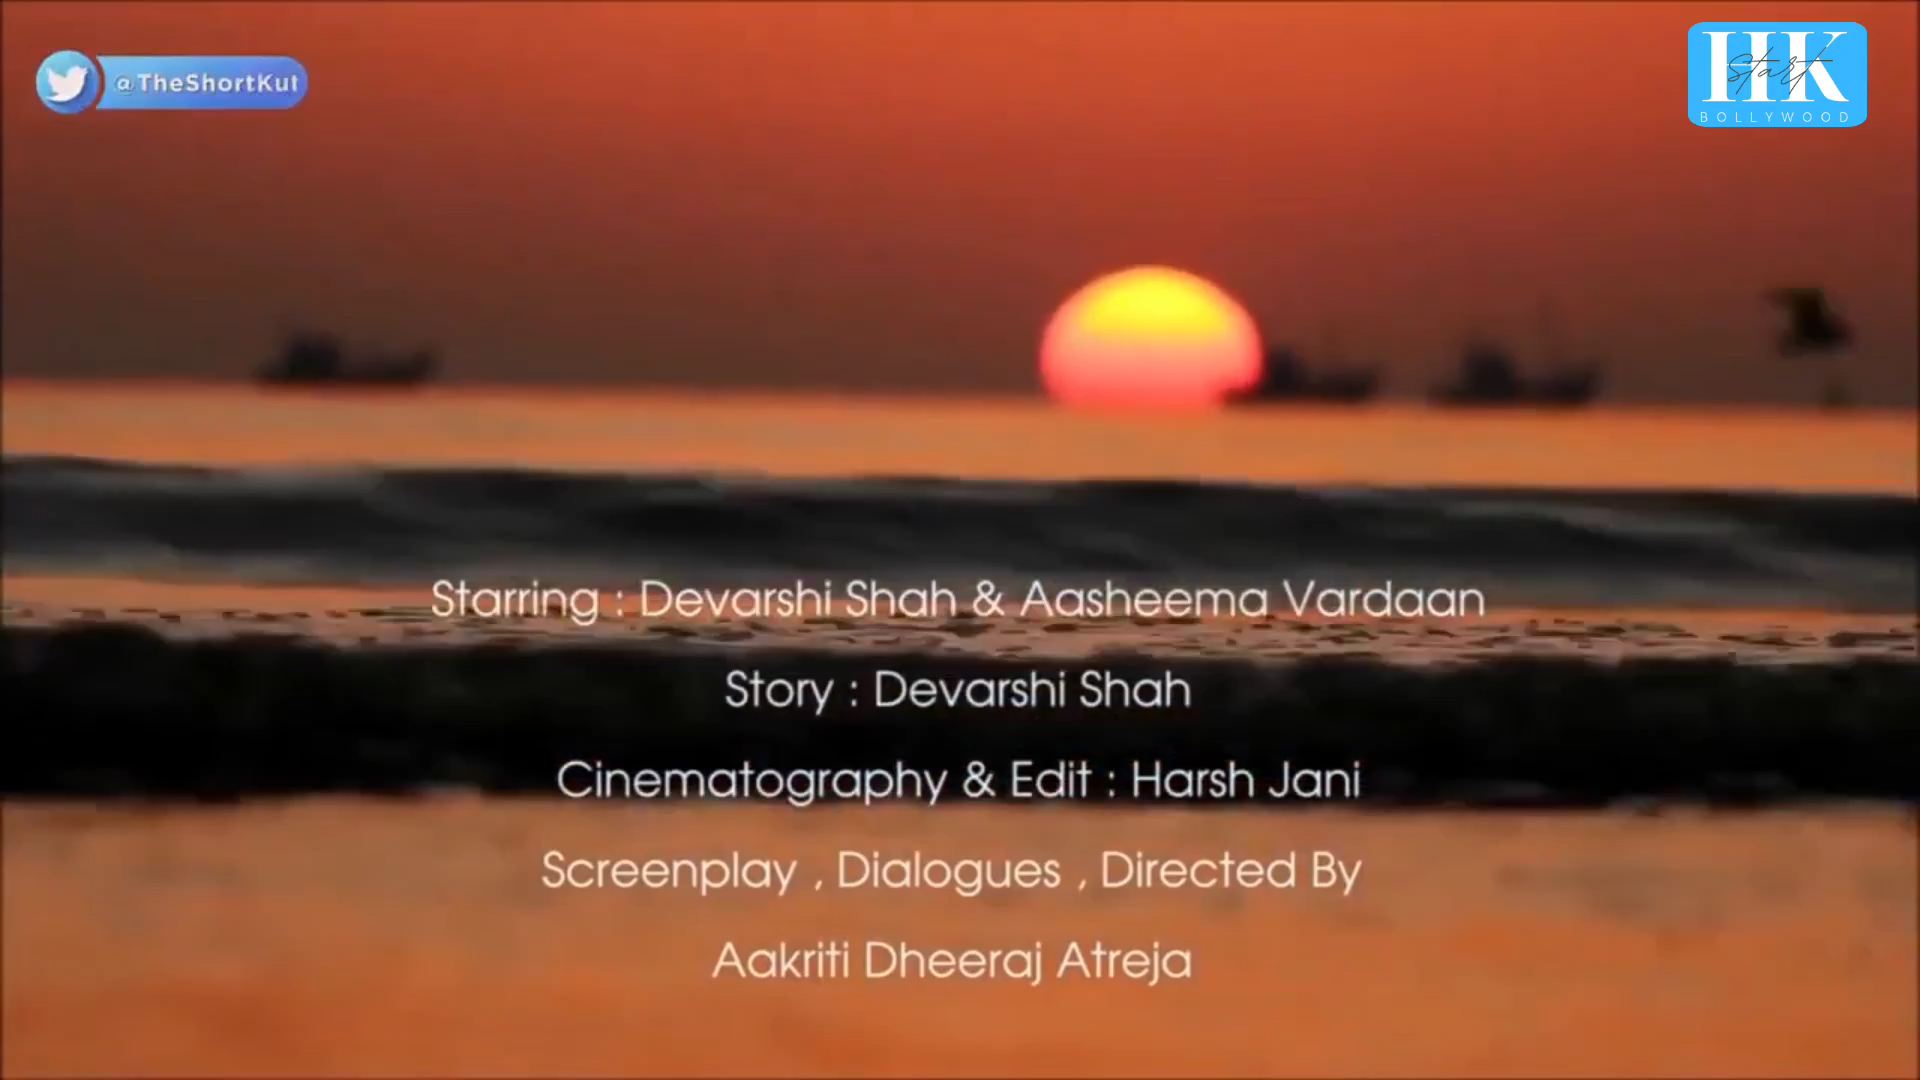 @TheShortKut
HK
start
BOLLYWOOD
Starring : Devarshi Shah & Aasheema Vardaan
Story : Devarshi Shah
Cinematography & Edit : Harsh Jani
Screenplay , Dialogues , Directed By
Aakriti Dheeraj Atreja